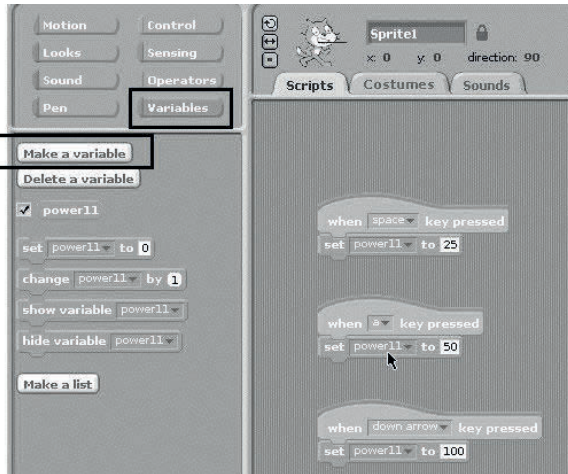 Motion Control
Looks Sensing
Sound Operators
Pen Variables
Make a variable
Delete a variable
power11
set power11 to 0
change power11 by 1
show variable power11
hide variable power11
Make a list
Sprite1
x: 0 y: 0 direction: 90
Scripts Costumes Sounds
when space key pressed
set power11 to 25
when a key pressed
set power11 to 50
when down arrow key pressed
set power11 to 100